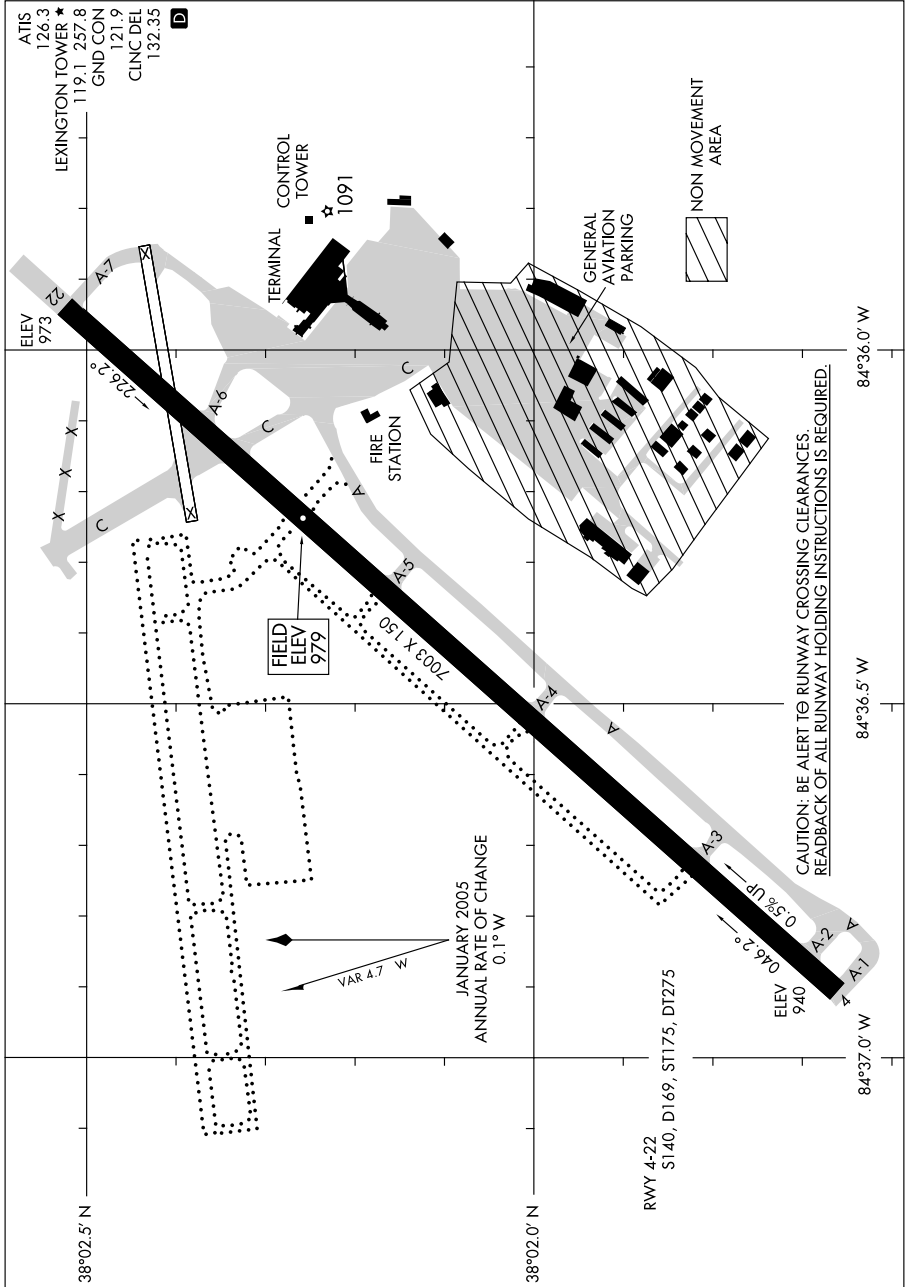 ATIS
126.3
LEXINGTON TOWER ★
119.1 257.8
GND CON
121.9
CLNC DEL
132.35
D
ELEV
973
22
226.2°
A-7
X
X
X
X
X
C
C
A-6
TERMINAL
CONTROL
TOWER
1091
FIRE
STATION
C
GENERAL
AVIATION
PARKING
NON MOVEMENT
AREA
FIELD
ELEV
979
A
A-5
7003 X 150
A-4
A
A-3
0.5% UP
046.2°
A-2
A
A-1
ELEV
940
4
JANUARY 2005
ANNUAL RATE OF CHANGE
0.1° W
VAR 4.7 W
RWY 4-22
S140, D169, ST175, DT275
CAUTION: BE ALERT TO RUNWAY CROSSING CLEARANCES.
READBACK OF ALL RUNWAY HOLDING INSTRUCTIONS IS REQUIRED.
38°02.5' N
38°02.0' N
84°36.0' W
84°36.5' W
84°37.0' W